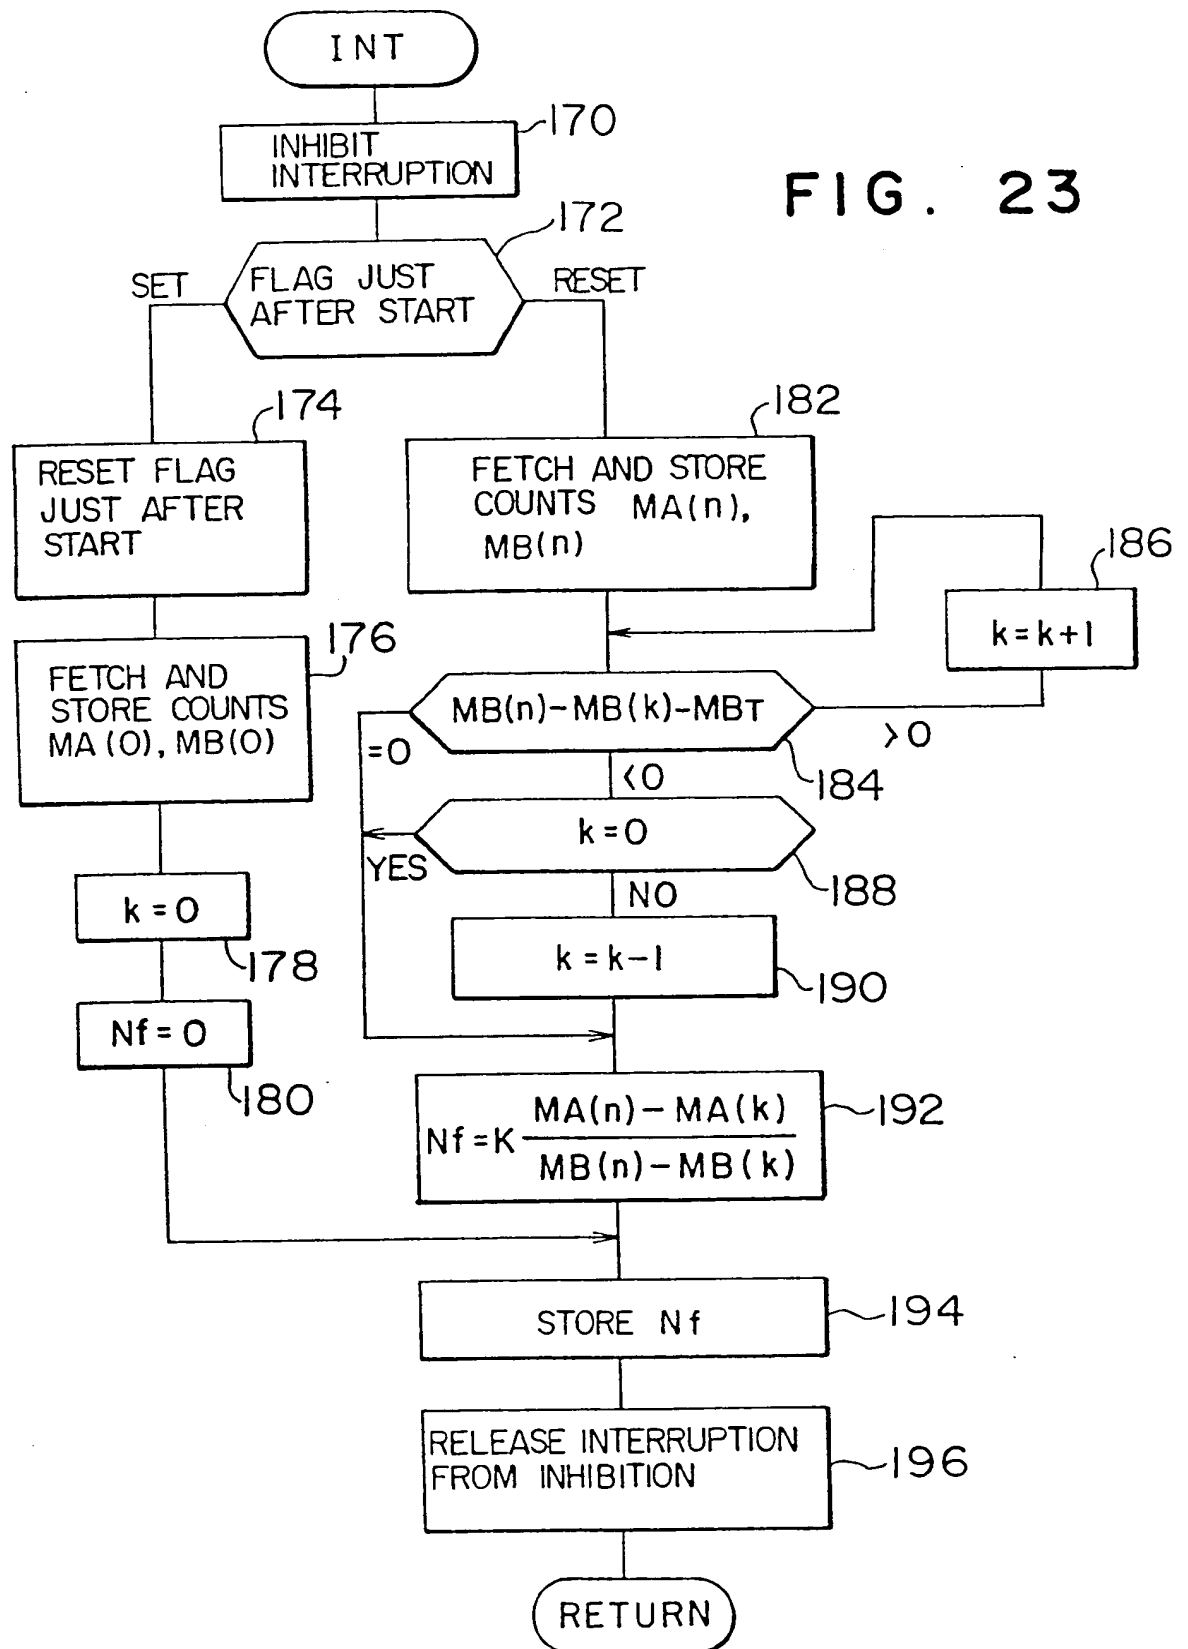 INT
INHIBIT
INTERRUPTION
170
FIG. 23
172
SET
FLAG JUST
AFTER START
RESET
174
RESET FLAG
JUST AFTER
START
182
FETCH AND STORE
COUNTS MA(n),
MB(n)
186
k=k+1
176
FETCH AND
STORE COUNTS
MA(0), MB(0)
MB(n)-MB(k)-MBT
=0
>0
<0
184
k=0
YES
188
NO
k=0
178
k=k-1
190
Nf=0
180
Nf=K MA(n)-MA(k)
MB(n)-MB(k)
192
STORE Nf
194
RELEASE INTERRUPTION
FROM INHIBITION
196
RETURN